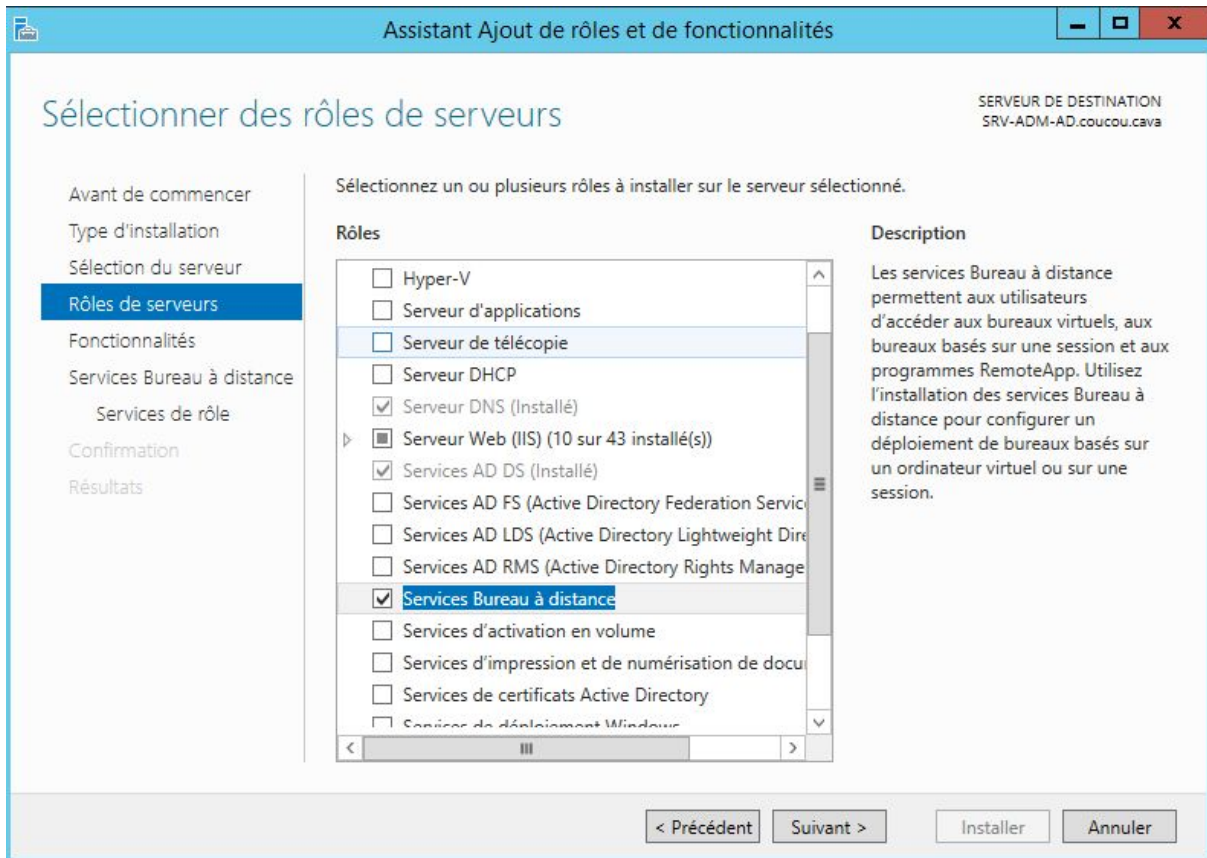 Assistant Ajout de rôles et de fonctionnalités
Sélectionner des rôles de serveurs
SERVEUR DE DESTINATION
SRV-ADM-AD.coucou.cava
Avant de commencer
Type d'installation
Sélection du serveur
Rôles de serveurs
Fonctionnalités
Services Bureau à distance
Services de rôle
Confirmation
Résultats
Sélectionnez un ou plusieurs rôles à installer sur le serveur sélectionné.
Rôles
Hyper-V
Serveur d'applications
Serveur de télécopie
Serveur DHCP
Serveur DNS (Installé)
Serveur Web (IIS) (10 sur 43 installé(s))
Services AD DS (Installé)
Services AD FS (Active Directory Federation Servic
Services AD LDS (Active Directory Lightweight Dire
Services AD RMS (Active Directory Rights Manage
Services Bureau à distance
Services d'activation en volume
Services d'impression et de numérisation de docu
Services de certificats Active Directory
Services de déploiement Windows
Description
Les services Bureau à distance
permettent aux utilisateurs
d'accéder aux bureaux virtuels, aux
bureaux basés sur une session et aux
programmes RemoteApp. Utilisez
l'installation des services Bureau à
distance pour configurer un
déploiement de bureaux basés sur
un ordinateur virtuel ou sur une
session.
< Précédent
Suivant >
Installer
Annuler